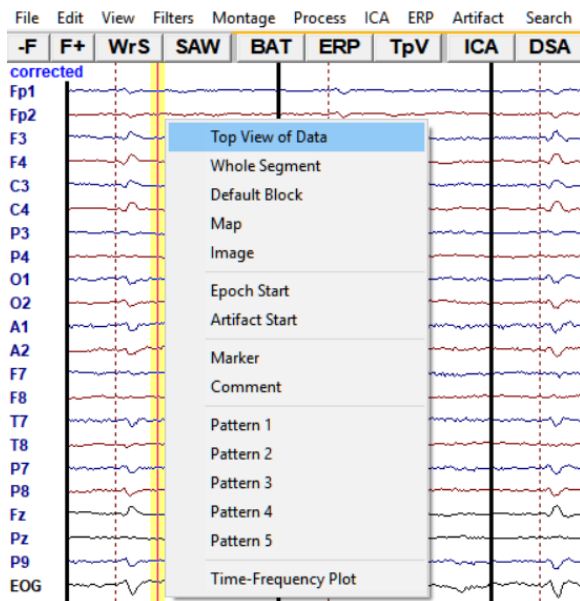 File Edit View Filters Montage Process ICA ERP Artifact Search
-F F+ WrS SAW BAT ERP TpV ICA DSA
corrected
Fp1
Fp2
F3
F4
C3
C4
P3
P4
O1
O2
A1
A2
F7
F8
T7
T8
P7
P8
Fz
Pz
P9
EOG
Top View of Data
Whole Segment
Default Block
Map
Image
Epoch Start
Artifact Start
Marker
Comment
Pattern 1
Pattern 2
Pattern 3
Pattern 4
Pattern 5
Time-Frequency Plot